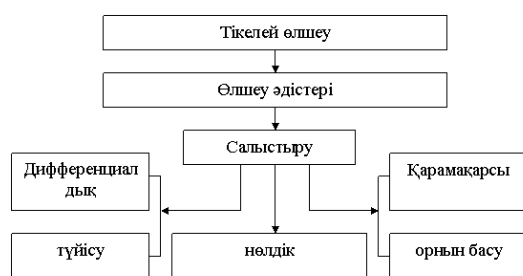 Тікелей өлшеу
Өлшеу әдістері
Салыстыру
Дифференциал
дық
Қарамақарсы
түйісу
нөлдік
орнын басу